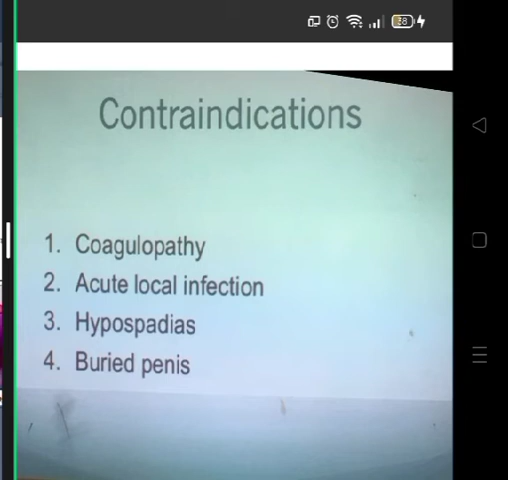 Contraindications
1. Coagulopathy
2. Acute local infection
3. Hypospadias
4. Buried penis